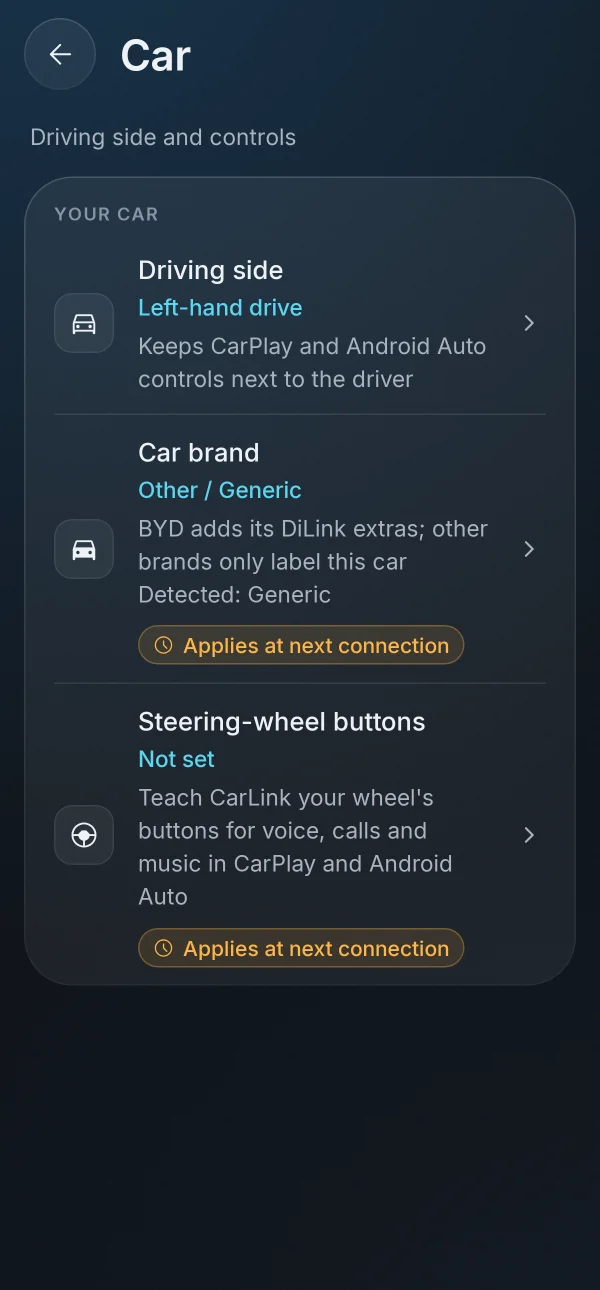 Car
Driving side and controls
YOUR CAR
Driving side
Left-hand drive
Keeps CarPlay and Android Auto
controls next to the driver
Car brand
Other / Generic
BYD adds its DiLink extras; other
brands only label this car
Detected: Generic
Applies at next connection
Steering-wheel buttons
Not set
Teach CarLink your wheel's
buttons for voice, calls and
music in CarPlay and Android
Auto
Applies at next connection